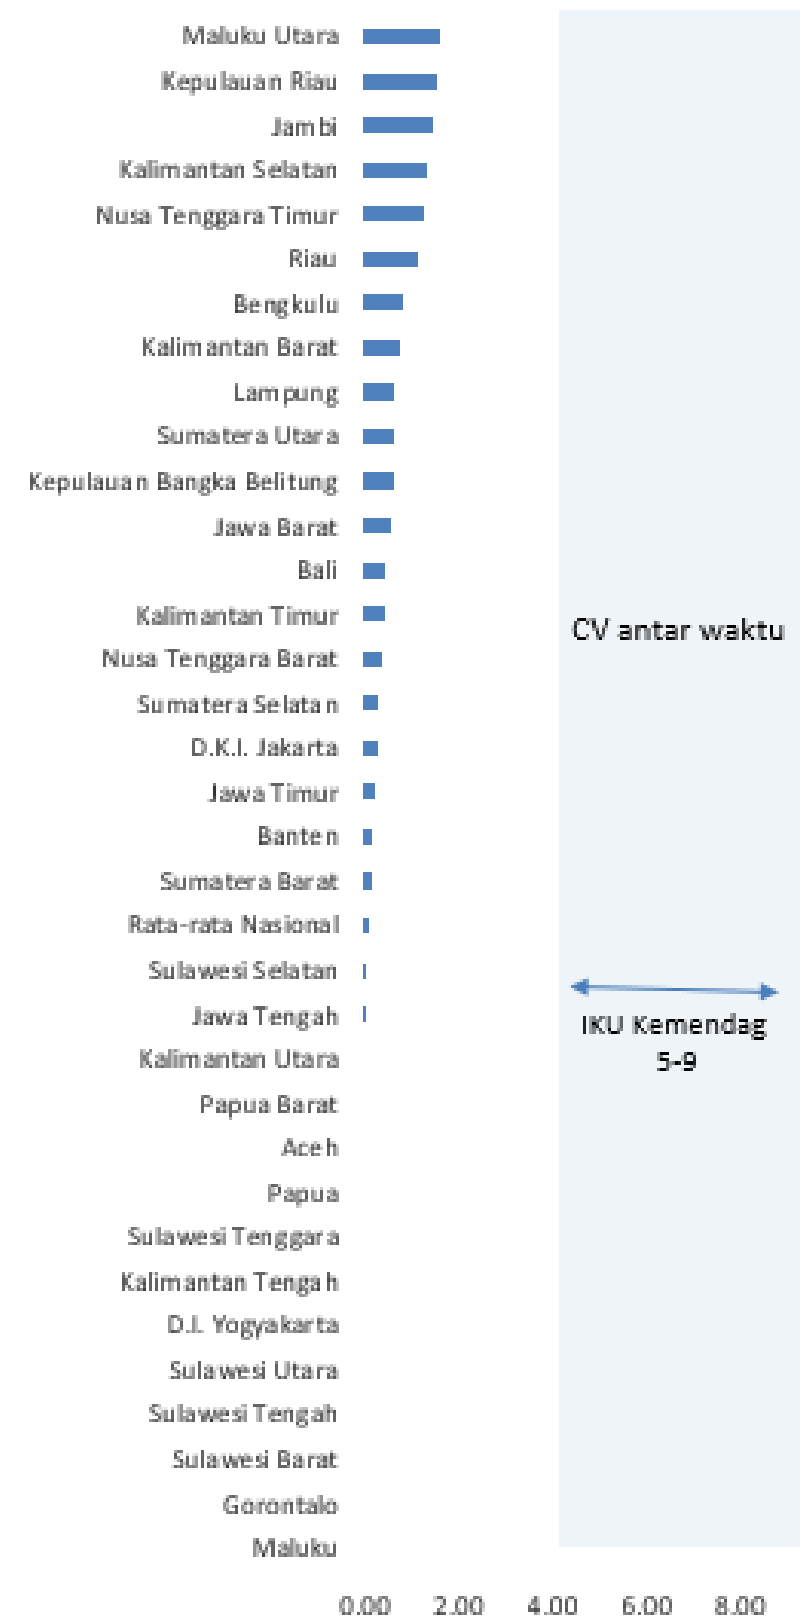 Maluku Utara
Kepulauan Riau
Jambi
Kalimantan Selatan
Nusa Tenggara Timur
Riau
Bengkulu
Kalimantan Barat
Lampung
Sumatera Utara
Kepulauan Bangka Belitung
Jawa Barat
Bali
Kalimantan Timur
CV antar waktu
Nusa Tenggara Barat
Sumatera Selatan
D.K.I. Jakarta
Jawa Timur
Banten
Sumatera Barat
Rata-rata Nasional
Sulawesi Selatan
Jawa Tengah
IKU Kemendag
5-9
Kalimantan Utara
Papua Barat
Aceh
Papua
Sulawesi Tenggara
Kalimantan Tengah
D.I. Yogyakarta
Sulawesi Utara
Sulawesi Tengah
Sulawesi Barat
Gorontalo
Maluku
0.00 2.00 4.00 6.00 8.00